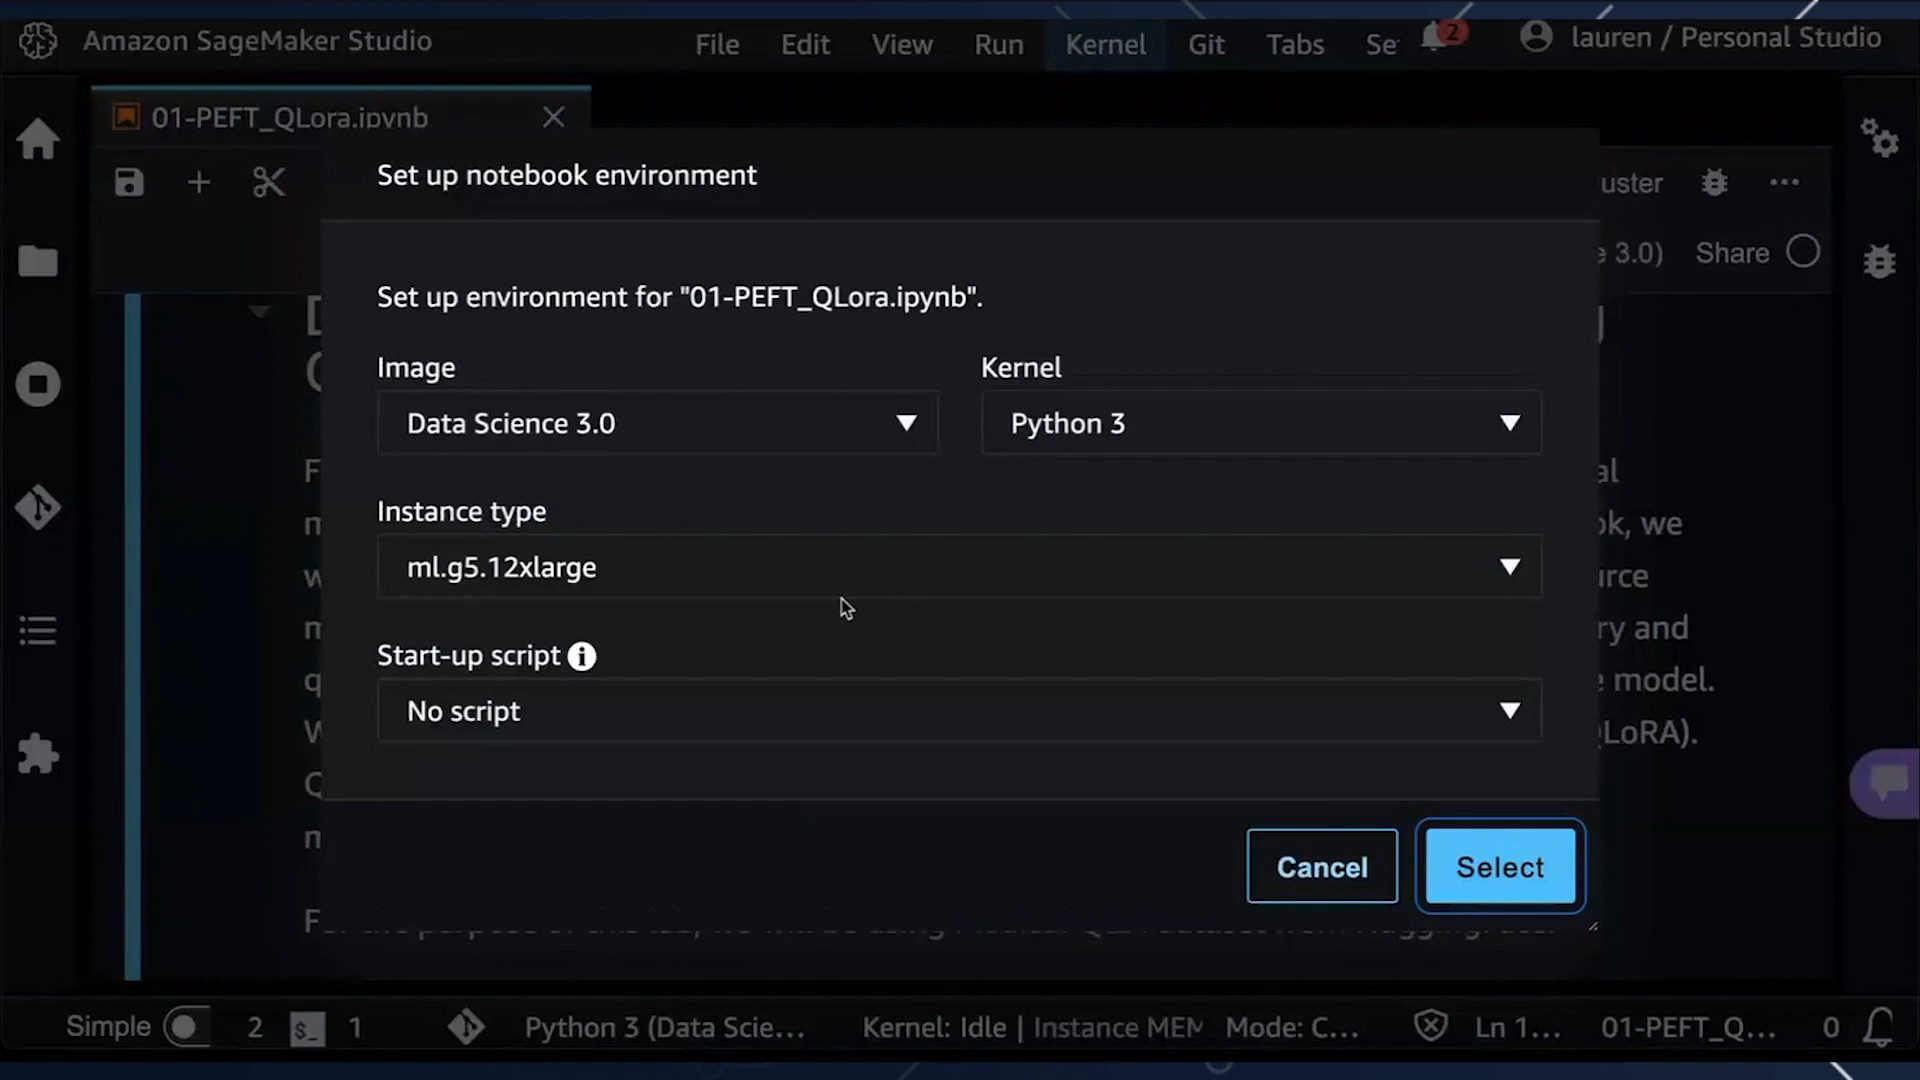 Amazon SageMaker Studio
File Edit View Run Kernel Git Tabs Se 2 lauren / Personal Studio
01-PEFT_QLora.ipynb
Set up notebook environment
uster
e 3.0) Share
Set up environment for "01-PEFT_QLora.ipynb".
Image Kernel
Data Science 3.0 Python 3
Instance type
ml.g5.12xlarge
Start-up script
No script
ok, we
urce
ry and
e model.
QLoRA).
Cancel Select
Simple 2 1 Python 3 (Data Scie... Kernel: Idle | Instance MEM Mode: C... Ln 1... 01-PEFT_Q... 0